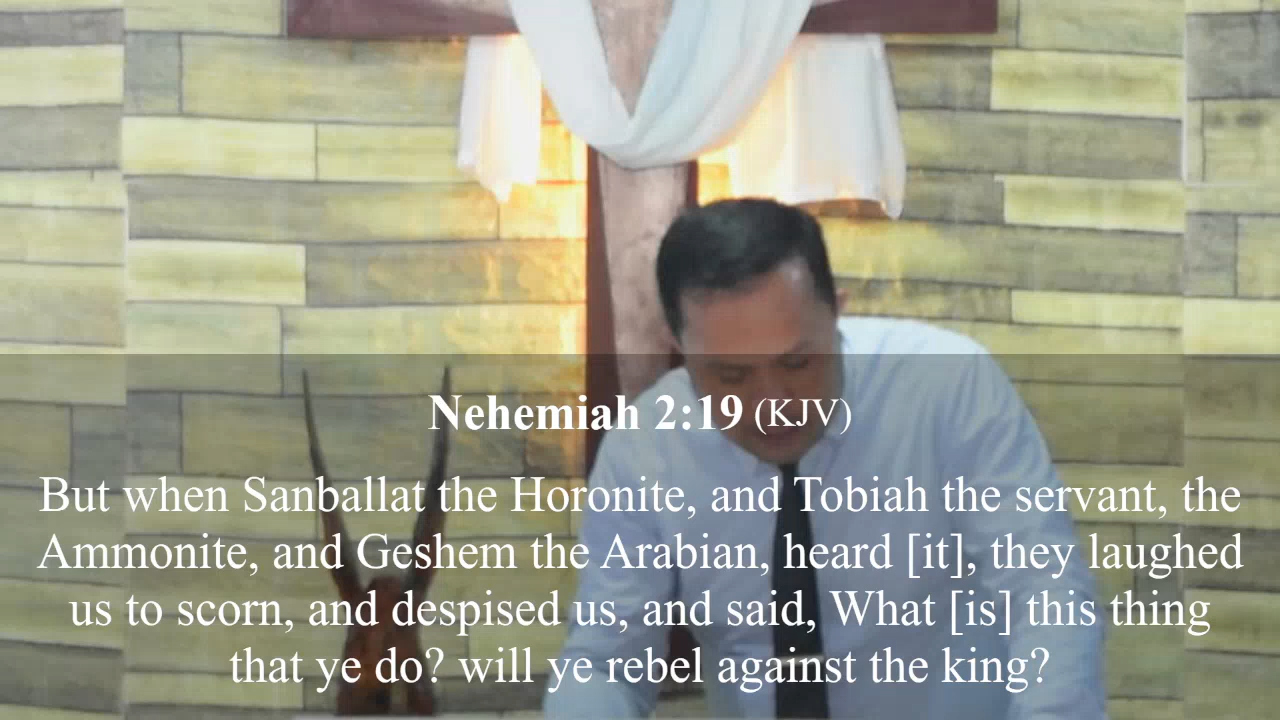 Nehemiah 2:19 (KJV)
But when Sanballat the Horonite, and Tobiah the servant, the
Ammonite, and Geshem the Arabian, heard [it], they laughed
us to scorn, and despised us, and said, What [is] this thing
that ye do? will ye rebel against the king?